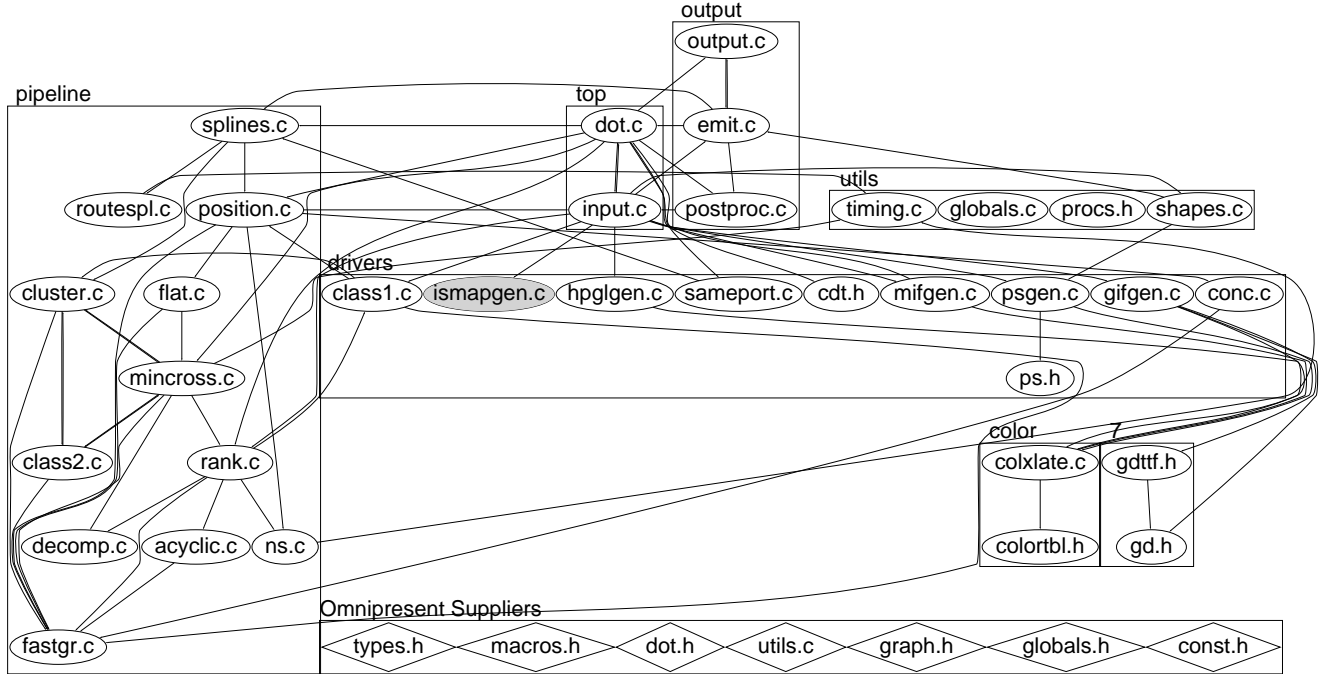 output
output.c
pipeline
top
splines.c
dot.c
emit.c
utils
routespl.c
position.c
input.c
postproc.c
timing.c
globals.c
procs.h
shapes.c
drivers
cluster.c
flat.c
class1.c
ismapgen.c
hpglgen.c
sameport.c
cdt.h
mifgen.c
psgen.c
gifgen.c
conc.c
mincross.c
ps.h
color
7
class2.c
rank.c
colxlate.c
gdttf.h
decomp.c
acyclic.c
ns.c
colortbl.h
gd.h
Omnipresent Suppliers
fastgr.c
types.h
macros.h
dot.h
utils.c
graph.h
globals.h
const.h